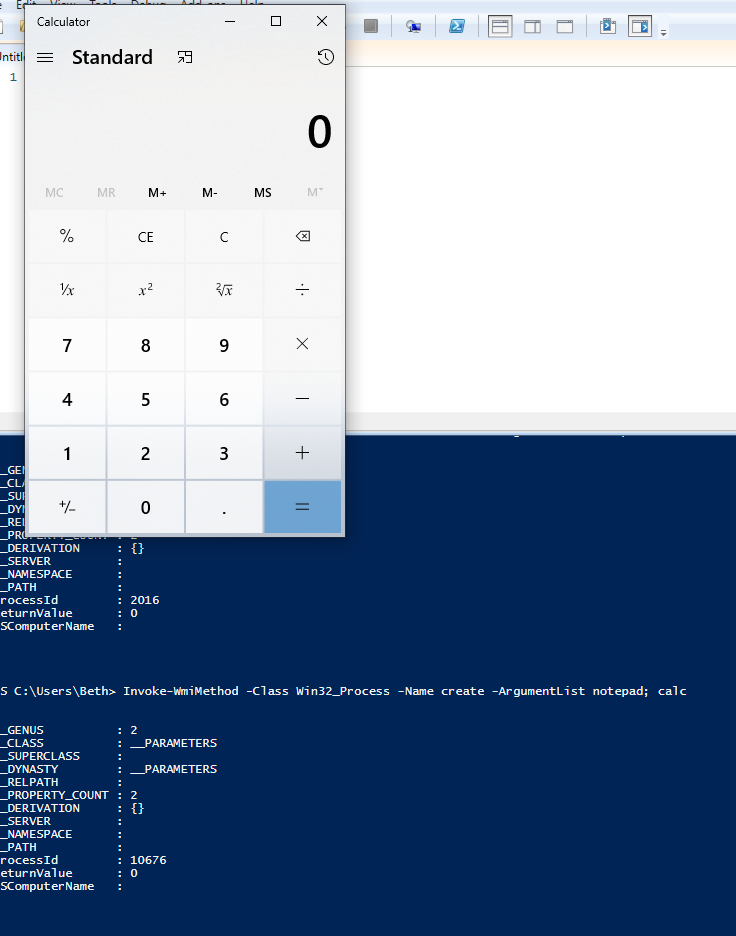 Calculator
Standard
Untitle
1
0
MC MR M+ M- MS M˅
% CE C
¹/x x² ²√x ÷
7 8 9 ×
4 5 6 −
1 2 3 +
+/− 0 . =
_GEN
_CLA
_SUP
_DYN
_REL
_PROPERTY_COUNT : 2
_DERIVATION : {}
_SERVER :
_NAMESPACE :
_PATH :
rocessId : 2016
eturnValue : 0
SComputerName :
S C:\Users\Beth> Invoke-WmiMethod -Class Win32_Process -Name create -ArgumentList notepad; calc
_GENUS : 2
_CLASS : __PARAMETERS
_SUPERCLASS :
_DYNASTY : __PARAMETERS
_RELPATH :
_PROPERTY_COUNT : 2
_DERIVATION : {}
_SERVER :
_NAMESPACE :
_PATH :
rocessId : 10676
eturnValue : 0
SComputerName :